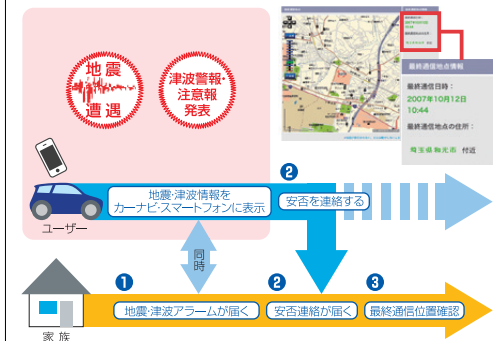 地震
遭遇
津波警報・
注意報
発表
最終通信地点情報
最終通信日時：
2007年10月12日
10:44
最終通信地点の住所：
埼玉県和光市 付近
ユーザー
地震・津波情報を
カーナビ・スマートフォンに表示
❷
安否を連絡する
同時
❶
地震・津波アラームが届く
❷
安否連絡が届く
❸
最終通信位置確認
家族